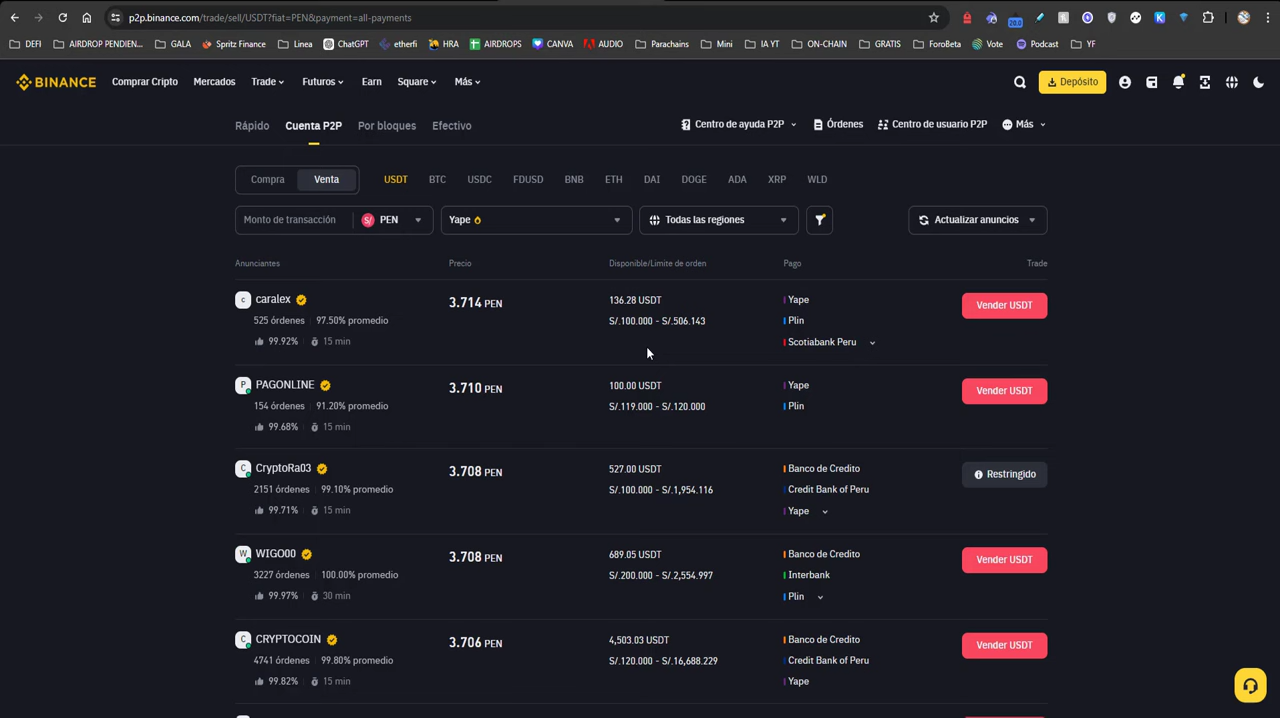 p2p.binance.com/trade/sell/USDT?fiat=PEN&payment=all-payments
20.0
DEFI AIRDROP PENDIEN... GALA Spritz Finance Linea ChatGPT etherfi HRA AIRDROPS CANVA AUDIO Parachains Mini IA YT ON-CHAIN GRATIS ForoBeta Vote Podcast YF
BINANCE Comprar Cripto Mercados Trade Futuros Earn Square Más Depósito
Rápido Cuenta P2P Por bloques Efectivo Centro de ayuda P2P Órdenes Centro de usuario P2P Más
Compra Venta USDT BTC USDC FDUSD BNB ETH DAI DOGE ADA XRP WLD
Monto de transacción S/ PEN Yape Todas las regiones Actualizar anuncios
Anunciantes Precio Disponible/Límite de orden Pago Trade
c caralex 3.714 PEN 136.28 USDT Yape Vender USDT
525 órdenes 97.50% promedio S/.100.000 - S/.506.143 Plin
99.92% 15 min Scotiabank Peru
P PAGONLINE 3.710 PEN 100.00 USDT Yape Vender USDT
154 órdenes 91.20% promedio S/.119.000 - S/.120.000 Plin
99.68% 15 min
C CryptoRa03 3.708 PEN 527.00 USDT Banco de Credito Restringido
2151 órdenes 99.10% promedio S/.100.000 - S/.1,954.116 Credit Bank of Peru
99.71% 15 min Yape
W WIGO00 3.708 PEN 689.05 USDT Banco de Credito Vender USDT
3227 órdenes 100.00% promedio S/.200.000 - S/.2,554.997 Interbank
99.97% 30 min Plin
C CRYPTOCOIN 3.706 PEN 4,503.03 USDT Banco de Credito Vender USDT
4741 órdenes 99.80% promedio S/.120.000 - S/.16,688.229 Credit Bank of Peru
99.82% 15 min Yape